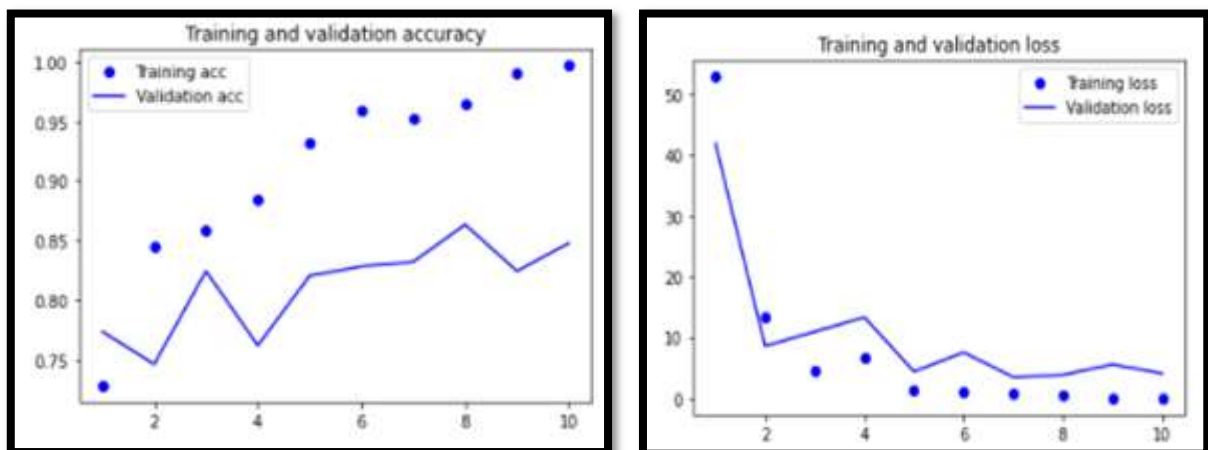 Training and validation accuracy
1.00
0.95
0.90
0.85
0.80
0.75
Training acc
Validation acc
2 4 6 8 10
Training and validation loss
50
40
30
20
10
0
Training loss
Validation loss
2 4 6 8 10